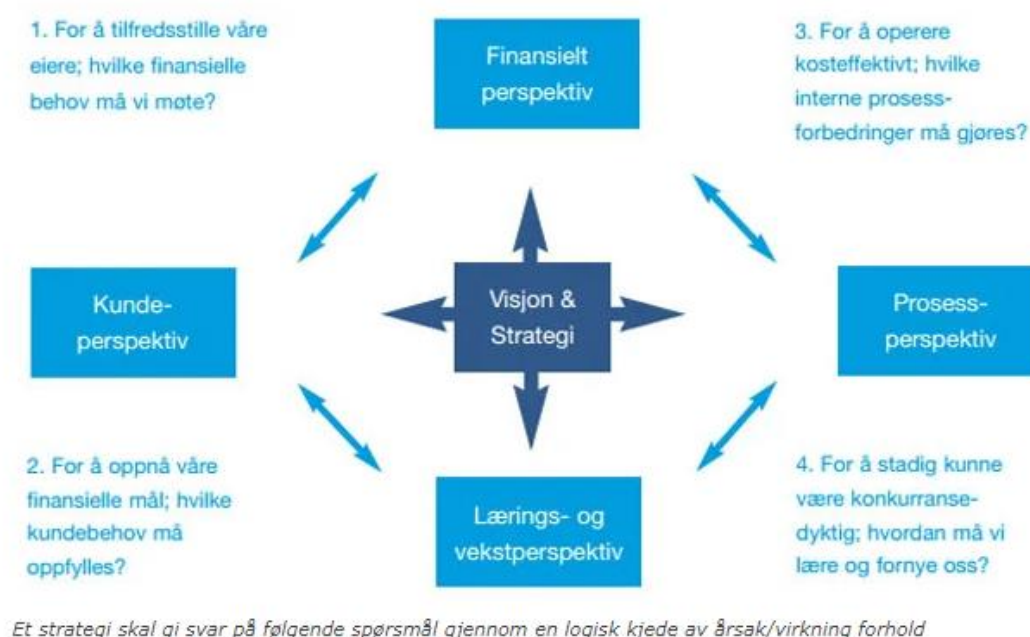 1. For å tilfredsstille våre
eiere; hvilke finansielle
behov må vi møte?
Finansielt
perspektiv
3. For å operere
kosteffektivt; hvilke
interne prosess-
forbedringer må gjøres?
Kunde-
perspektiv
Visjon &
Strategi
Prosess-
perspektiv
2. For å oppnå våre
finansielle mål; hvilke
kundebehov må
oppfylles?
Lærings- og
vekstperspektiv
4. For å stadig kunne
være konkurranse-
dyktig; hvordan må vi
lære og fornye oss?
Et strategi skal gi svar på følgende spørsmål gjennom en logisk kjede av årsak/virkning forhold